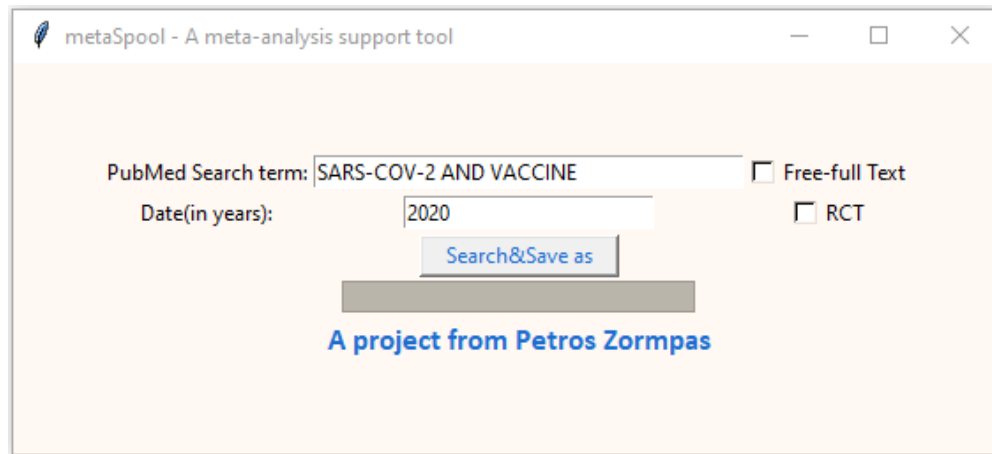 metaSpool - A meta-analysis support tool
PubMed Search term: SARS-COV-2 AND VACCINE Free-full Text
Date(in years): 2020 RCT
Search&Save as
A project from Petros Zormpas